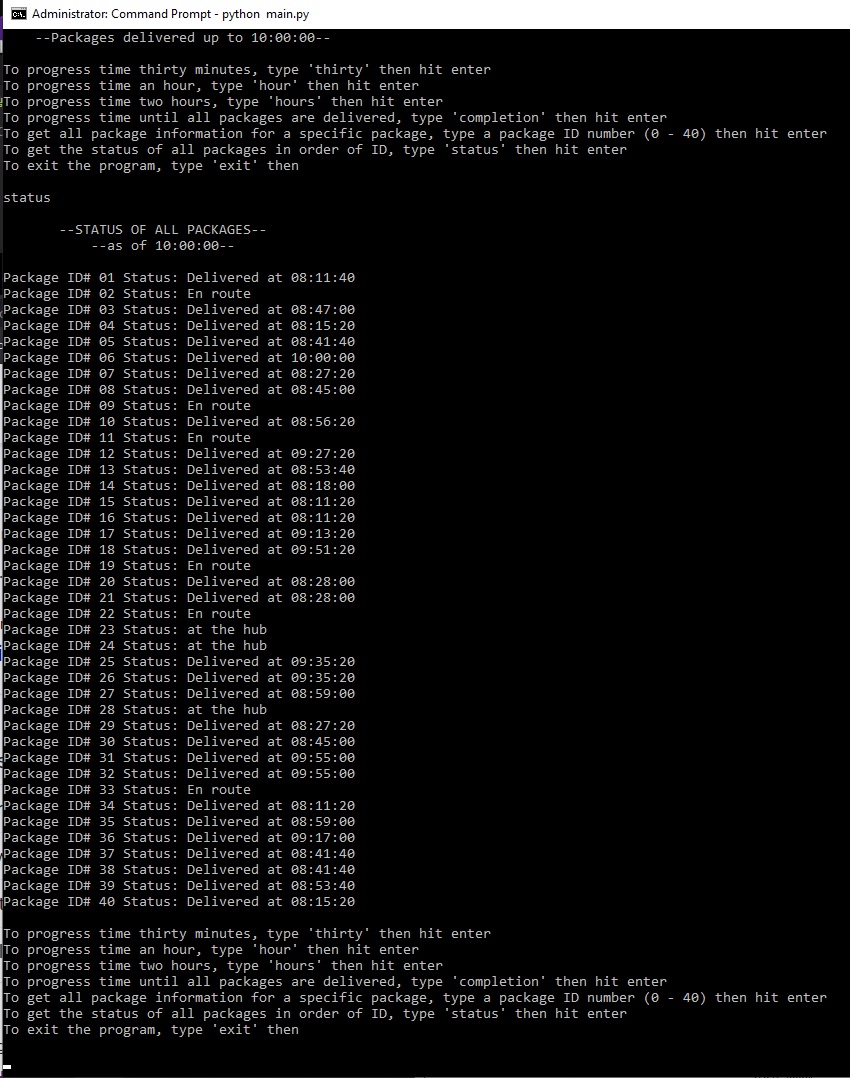 Administrator: Command Prompt - python main.py
--Packages delivered up to 10:00:00--
To progress time thirty minutes, type 'thirty' then hit enter
To progress time an hour, type 'hour' then hit enter
To progress time two hours, type 'hours' then hit enter
To progress time until all packages are delivered, type 'completion' then hit enter
To get all package information for a specific package, type a package ID number (0 - 40) then hit enter
To get the status of all packages in order of ID, type 'status' then hit enter
To exit the program, type 'exit' then
status
--STATUS OF ALL PACKAGES--
--as of 10:00:00--
Package ID# 01 Status: Delivered at 08:11:40
Package ID# 02 Status: En route
Package ID# 03 Status: Delivered at 08:47:00
Package ID# 04 Status: Delivered at 08:15:20
Package ID# 05 Status: Delivered at 08:41:40
Package ID# 06 Status: Delivered at 10:00:00
Package ID# 07 Status: Delivered at 08:27:20
Package ID# 08 Status: Delivered at 08:45:00
Package ID# 09 Status: En route
Package ID# 10 Status: Delivered at 08:56:20
Package ID# 11 Status: En route
Package ID# 12 Status: Delivered at 09:27:20
Package ID# 13 Status: Delivered at 08:53:40
Package ID# 14 Status: Delivered at 08:18:00
Package ID# 15 Status: Delivered at 08:11:20
Package ID# 16 Status: Delivered at 08:11:20
Package ID# 17 Status: Delivered at 09:13:20
Package ID# 18 Status: Delivered at 09:51:20
Package ID# 19 Status: En route
Package ID# 20 Status: Delivered at 08:28:00
Package ID# 21 Status: Delivered at 08:28:00
Package ID# 22 Status: En route
Package ID# 23 Status: at the hub
Package ID# 24 Status: at the hub
Package ID# 25 Status: Delivered at 09:35:20
Package ID# 26 Status: Delivered at 09:35:20
Package ID# 27 Status: Delivered at 08:59:00
Package ID# 28 Status: at the hub
Package ID# 29 Status: Delivered at 08:27:20
Package ID# 30 Status: Delivered at 08:45:00
Package ID# 31 Status: Delivered at 09:55:00
Package ID# 32 Status: Delivered at 09:55:00
Package ID# 33 Status: En route
Package ID# 34 Status: Delivered at 08:11:20
Package ID# 35 Status: Delivered at 08:59:00
Package ID# 36 Status: Delivered at 09:17:00
Package ID# 37 Status: Delivered at 08:41:40
Package ID# 38 Status: Delivered at 08:41:40
Package ID# 39 Status: Delivered at 08:53:40
Package ID# 40 Status: Delivered at 08:15:20
To progress time thirty minutes, type 'thirty' then hit enter
To progress time an hour, type 'hour' then hit enter
To progress time two hours, type 'hours' then hit enter
To progress time until all packages are delivered, type 'completion' then hit enter
To get all package information for a specific package, type a package ID number (0 - 40) then hit enter
To get the status of all packages in order of ID, type 'status' then hit enter
To exit the program, type 'exit' then